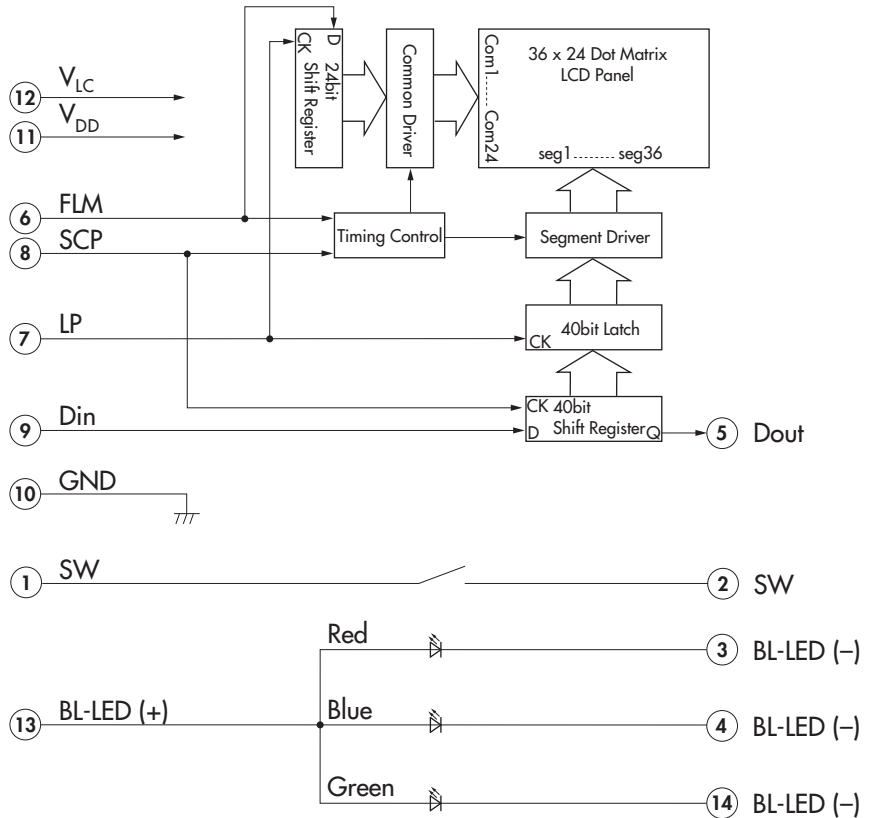 D
CK
24bit
Shift Register
Common Driver
Com1 ...... Com24
36 x 24 Dot Matrix
LCD Panel
seg1 ........ seg36
12 VLC
11 VDD
6 FLM
8 SCP
Timing Control
Segment Driver
7 LP
40bit Latch
CK
CK 40bit
Shift Register
D
Q
9 Din
5 Dout
10 GND
1 SW
2 SW
Red
3 BL-LED (–)
13 BL-LED (+)
Blue
4 BL-LED (–)
Green
14 BL-LED (–)